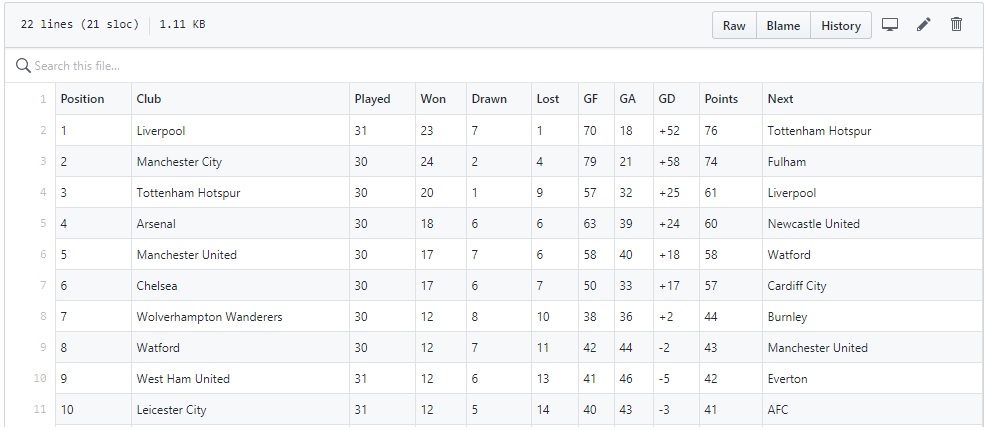 22 lines (21 sloc) 1.11 KB Raw Blame History
Search this file...
1 Position Club Played Won Drawn Lost GF GA GD Points Next
2 1 Liverpool 31 23 7 1 70 18 +52 76 Tottenham Hotspur
3 2 Manchester City 30 24 2 4 79 21 +58 74 Fulham
4 3 Tottenham Hotspur 30 20 1 9 57 32 +25 61 Liverpool
5 4 Arsenal 30 18 6 6 63 39 +24 60 Newcastle United
6 5 Manchester United 30 17 7 6 58 40 +18 58 Watford
7 6 Chelsea 30 17 6 7 50 33 +17 57 Cardiff City
8 7 Wolverhampton Wanderers 30 12 8 10 38 36 +2 44 Burnley
9 8 Watford 30 12 7 11 42 44 -2 43 Manchester United
10 9 West Ham United 31 12 6 13 41 46 -5 42 Everton
11 10 Leicester City 31 12 5 14 40 43 -3 41 AFC